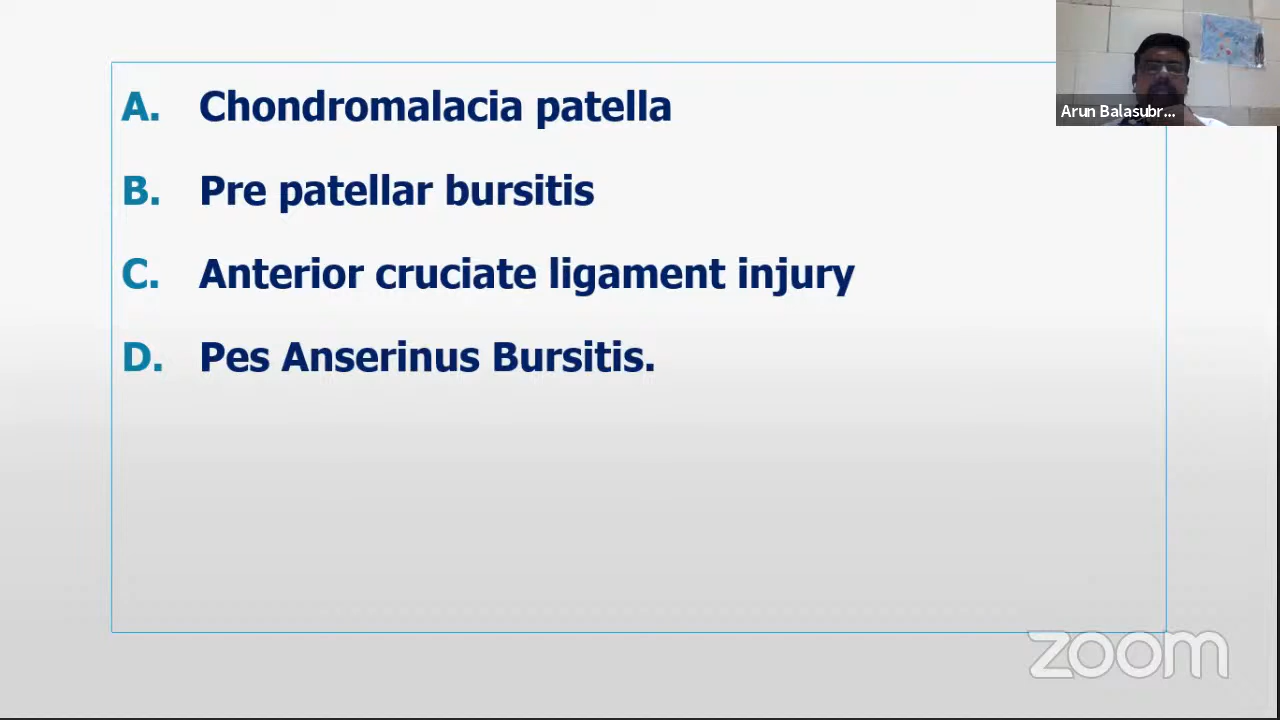 A. Chondromalacia patella
B. Pre patellar bursitis
C. Anterior cruciate ligament injury
D. Pes Anserinus Bursitis.
Arun Balasubr...
zoom